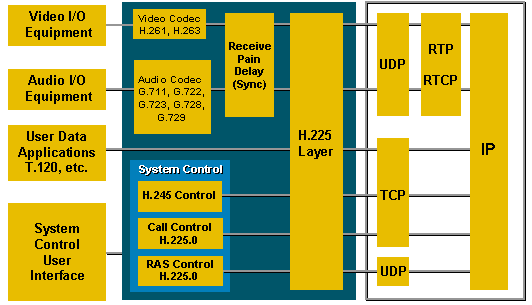 Video I/O
Equipment
Audio I/O
Equipment
User Data
Applications
T.120, etc.
System
Control
User
Interface
Video Codec
H.261, H.263
Audio Codec
G.711, G.722,
G.723, G.728,
G.729
Receive
Pain
Delay
(Sync)
System Control
H.245 Control
Call Control
H.225.0
RAS Control
H.225.0
H.225
Layer
UDP
RTP
RTCP
TCP
UDP
IP